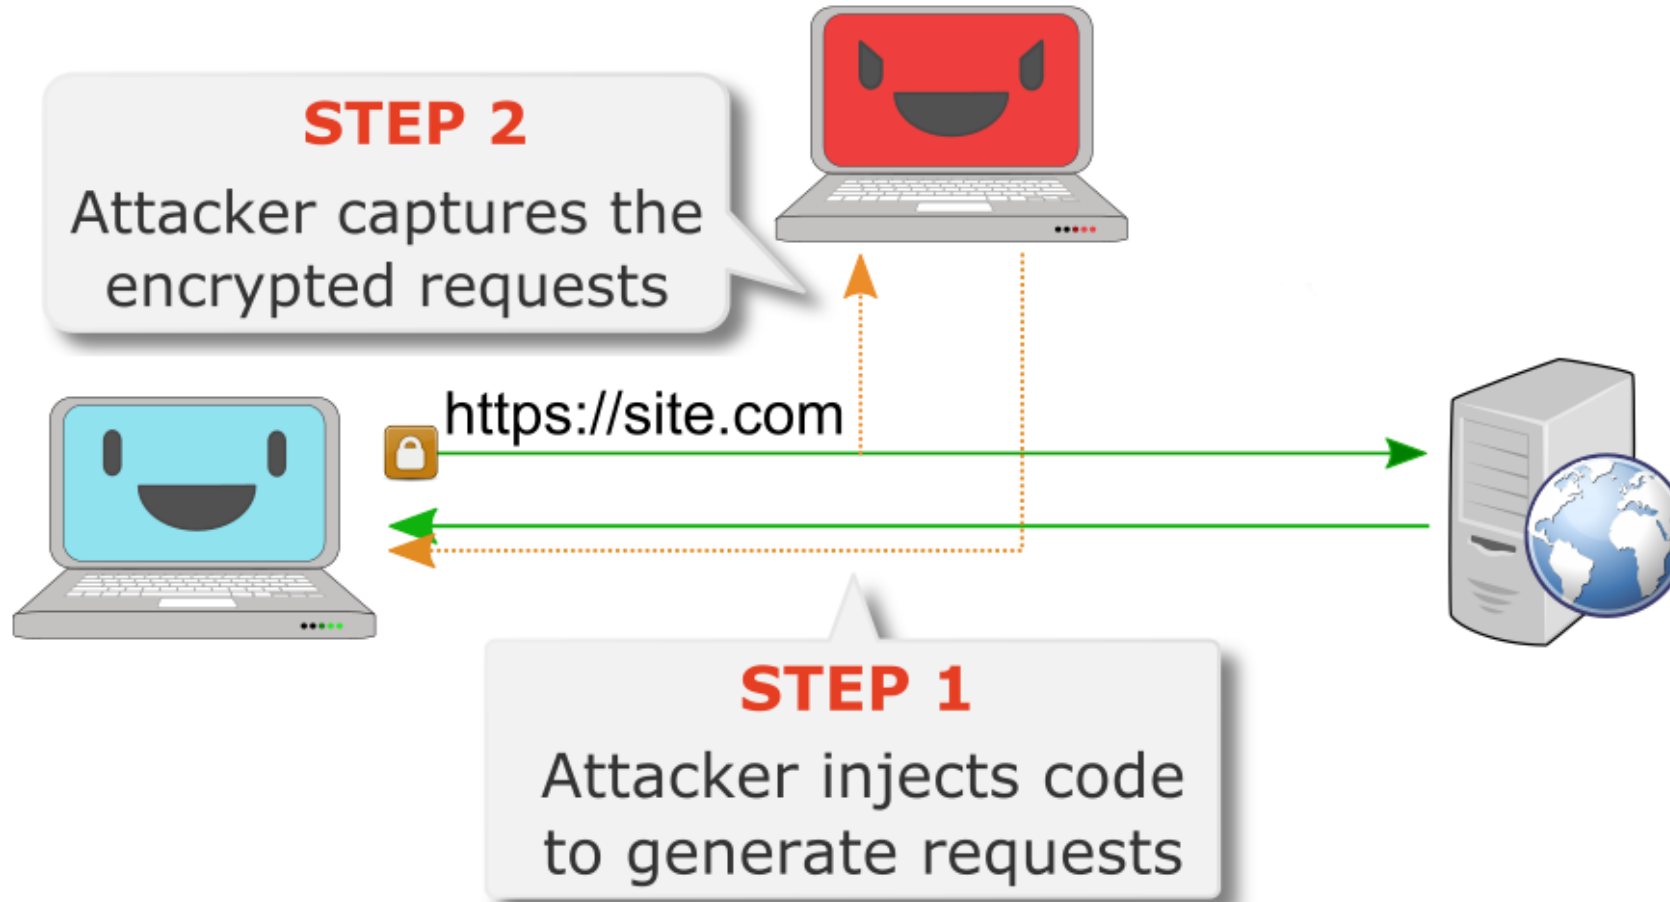 STEP 2
Attacker captures the
encrypted requests
https://site.com
STEP 1
Attacker injects code
to generate requests